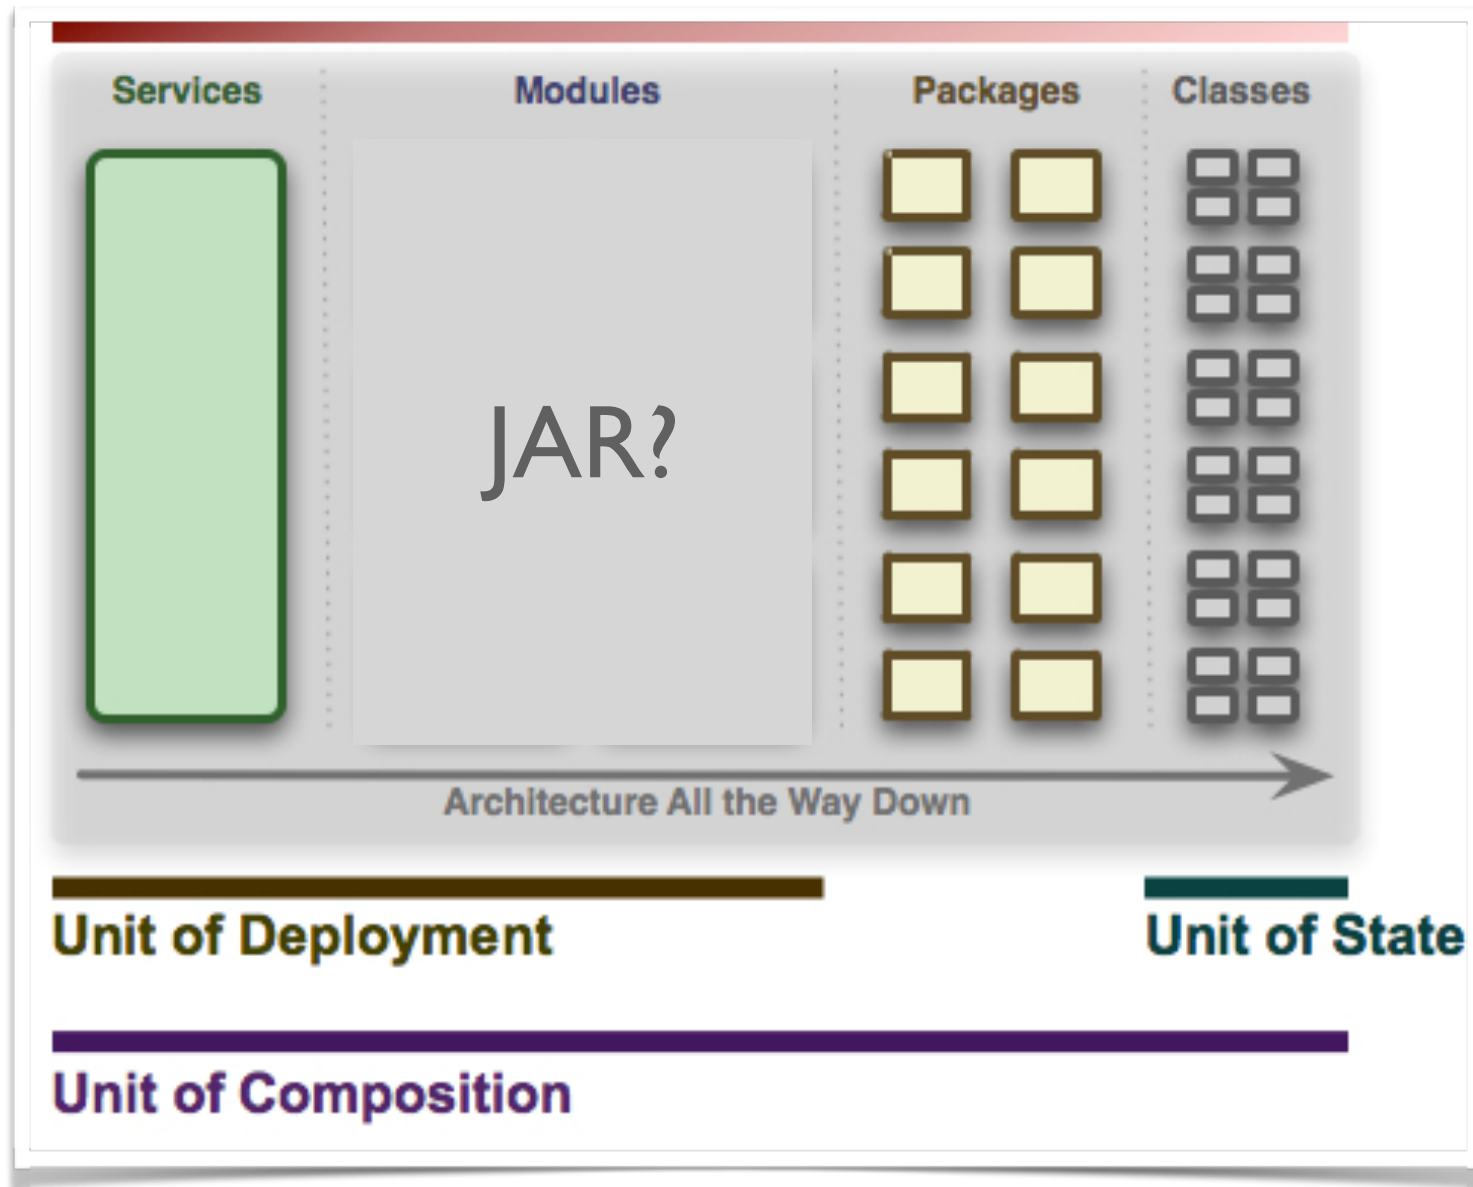 Services
Modules
Packages
Classes
JAR?
Architecture All the Way Down
Unit of Deployment
Unit of State
Unit of Composition